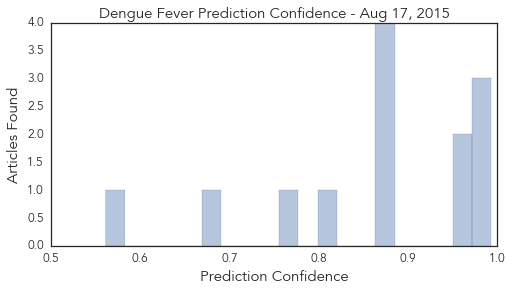 Dengue Fever Prediction Confidence - Aug 17, 2015
4.0
3.5
3.0
2.5
2.0
1.5
1.0
0.5
0.0
Articles Found
0.5 0.6 0.7 0.8 0.9 1.0
Prediction Confidence